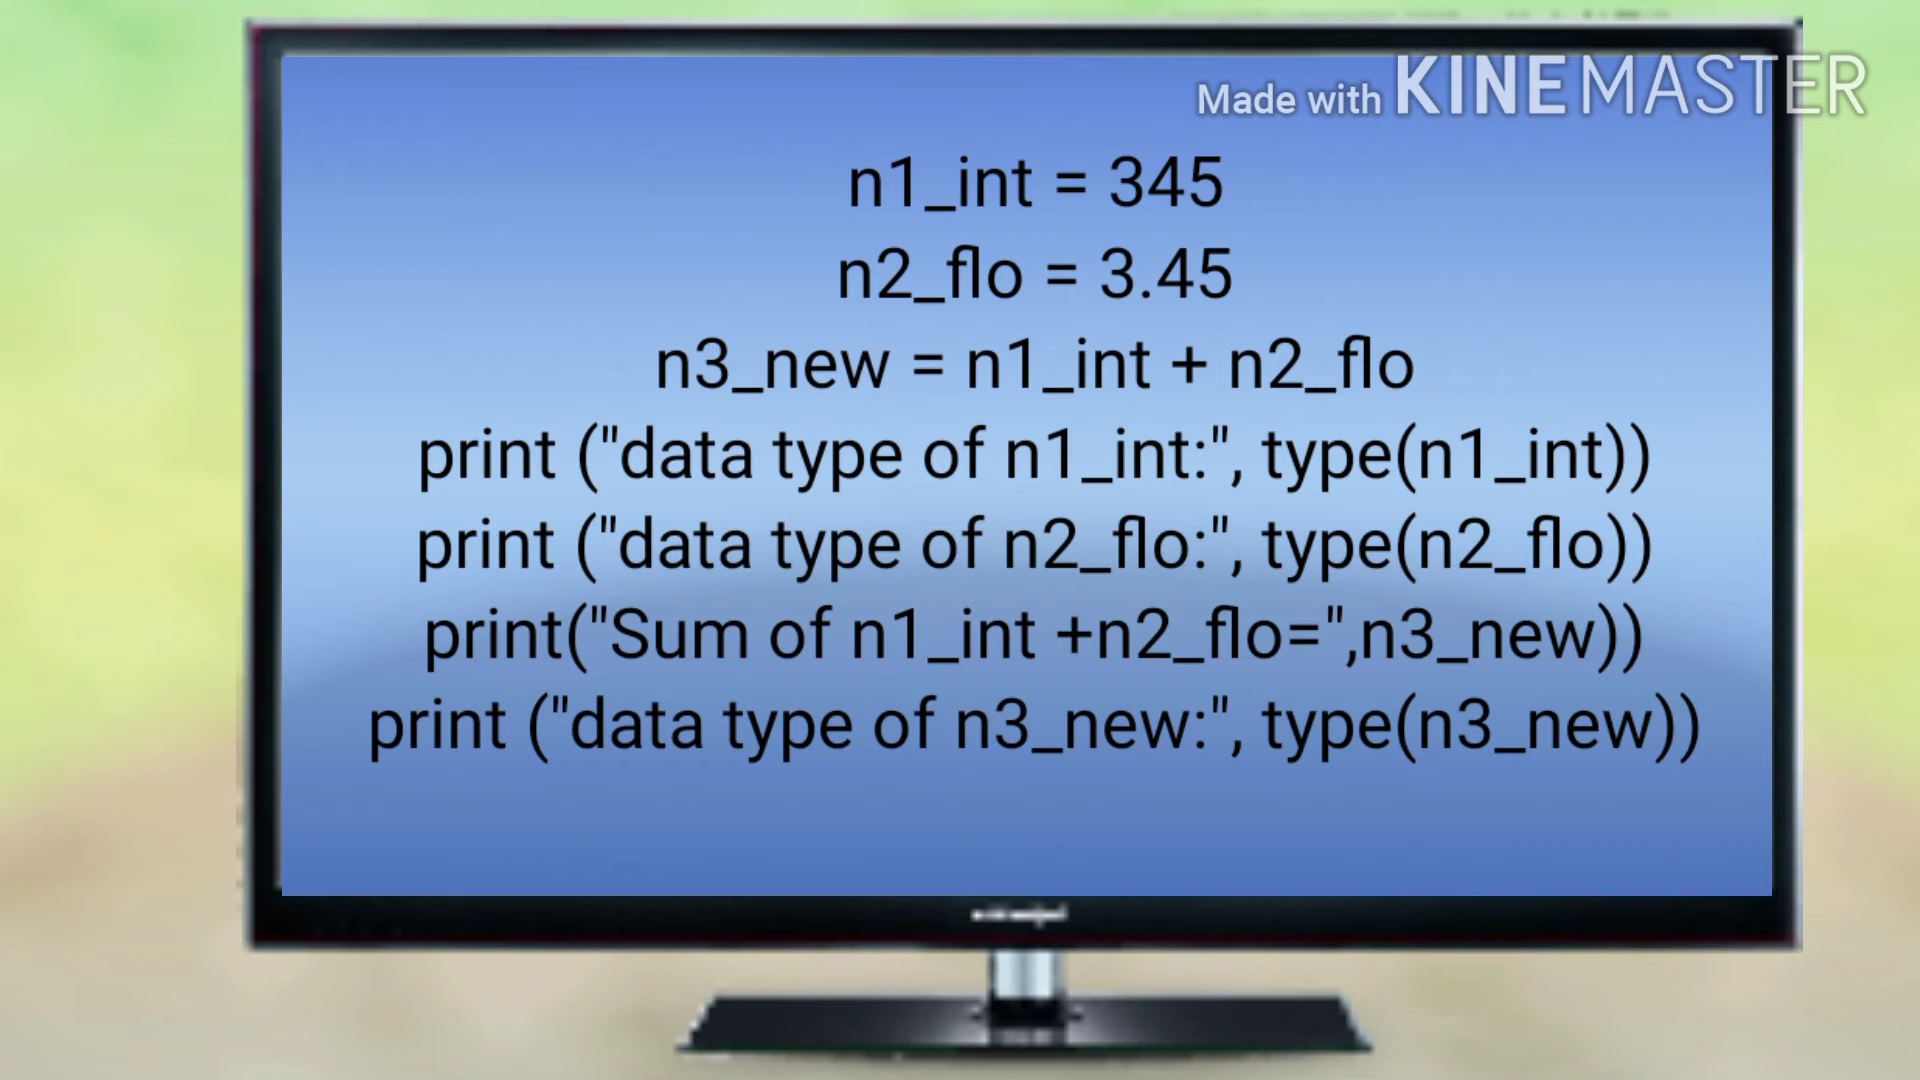 Made with KINEMASTER
n1_int = 345
n2_flo = 3.45
n3_new = n1_int + n2_flo
print ("data type of n1_int:", type(n1_int))
print ("data type of n2_flo:", type(n2_flo))
print("Sum of n1_int +n2_flo=",n3_new))
print ("data type of n3_new:", type(n3_new))